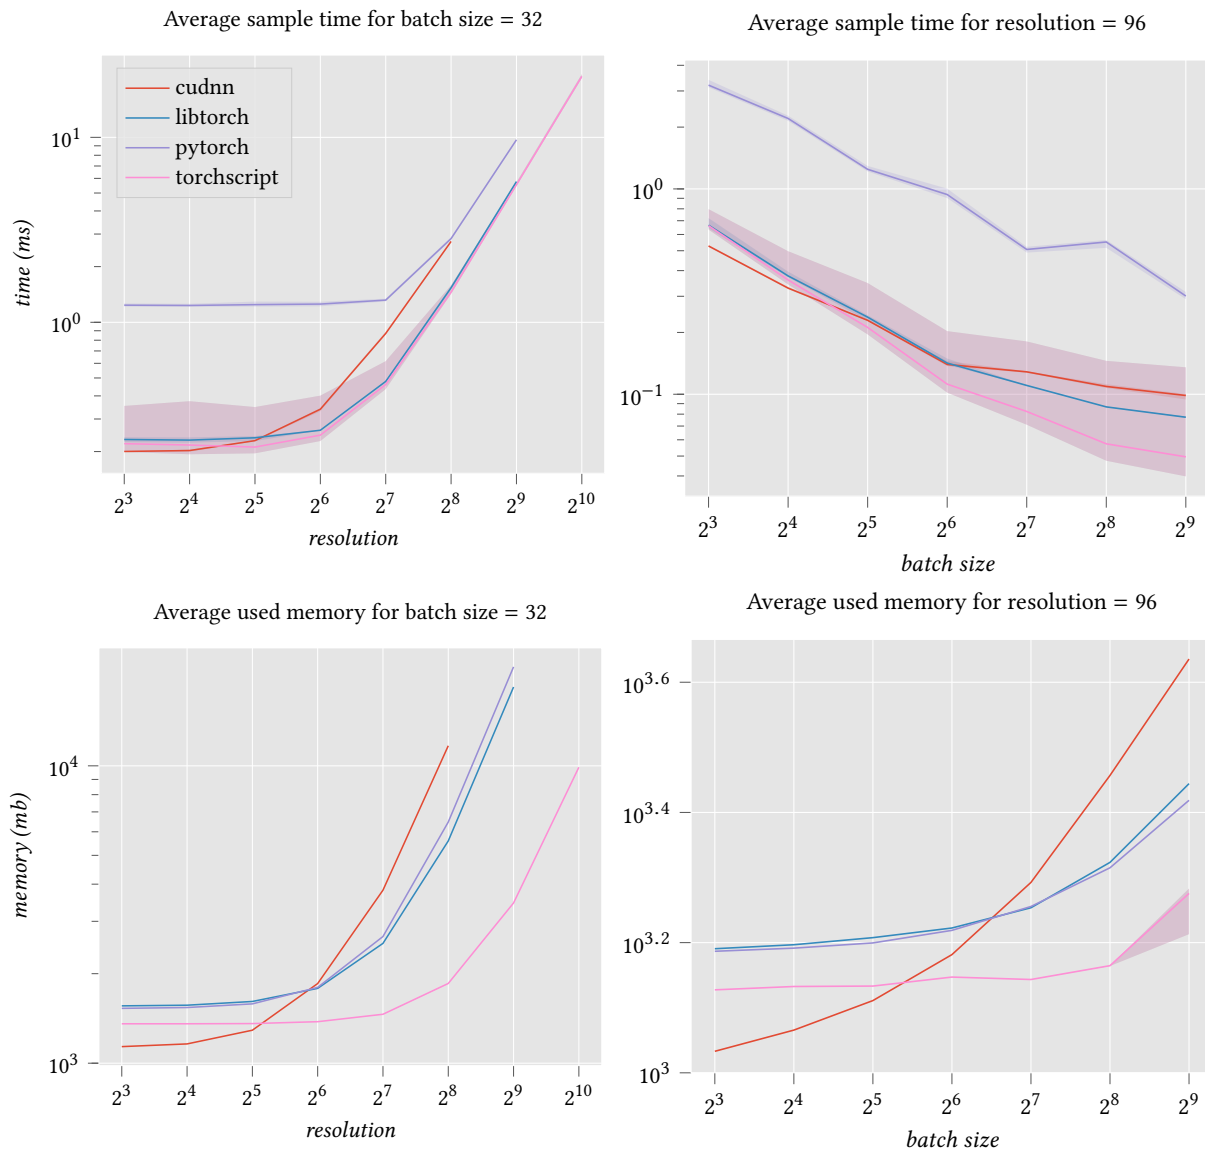 Average sample time for batch size = 32
cudnn
libtorch
pytorch
torchscript
10^1
10^0
time (ms)
2^3 2^4 2^5 2^6 2^7 2^8 2^9 2^10
resolution
Average sample time for resolution = 96
10^0
10^−1
2^3 2^4 2^5 2^6 2^7 2^8 2^9
batch size
Average used memory for batch size = 32
10^4
10^3
memory (mb)
2^3 2^4 2^5 2^6 2^7 2^8 2^9 2^10
resolution
Average used memory for resolution = 96
10^3.6
10^3.4
10^3.2
10^3
2^3 2^4 2^5 2^6 2^7 2^8 2^9
batch size